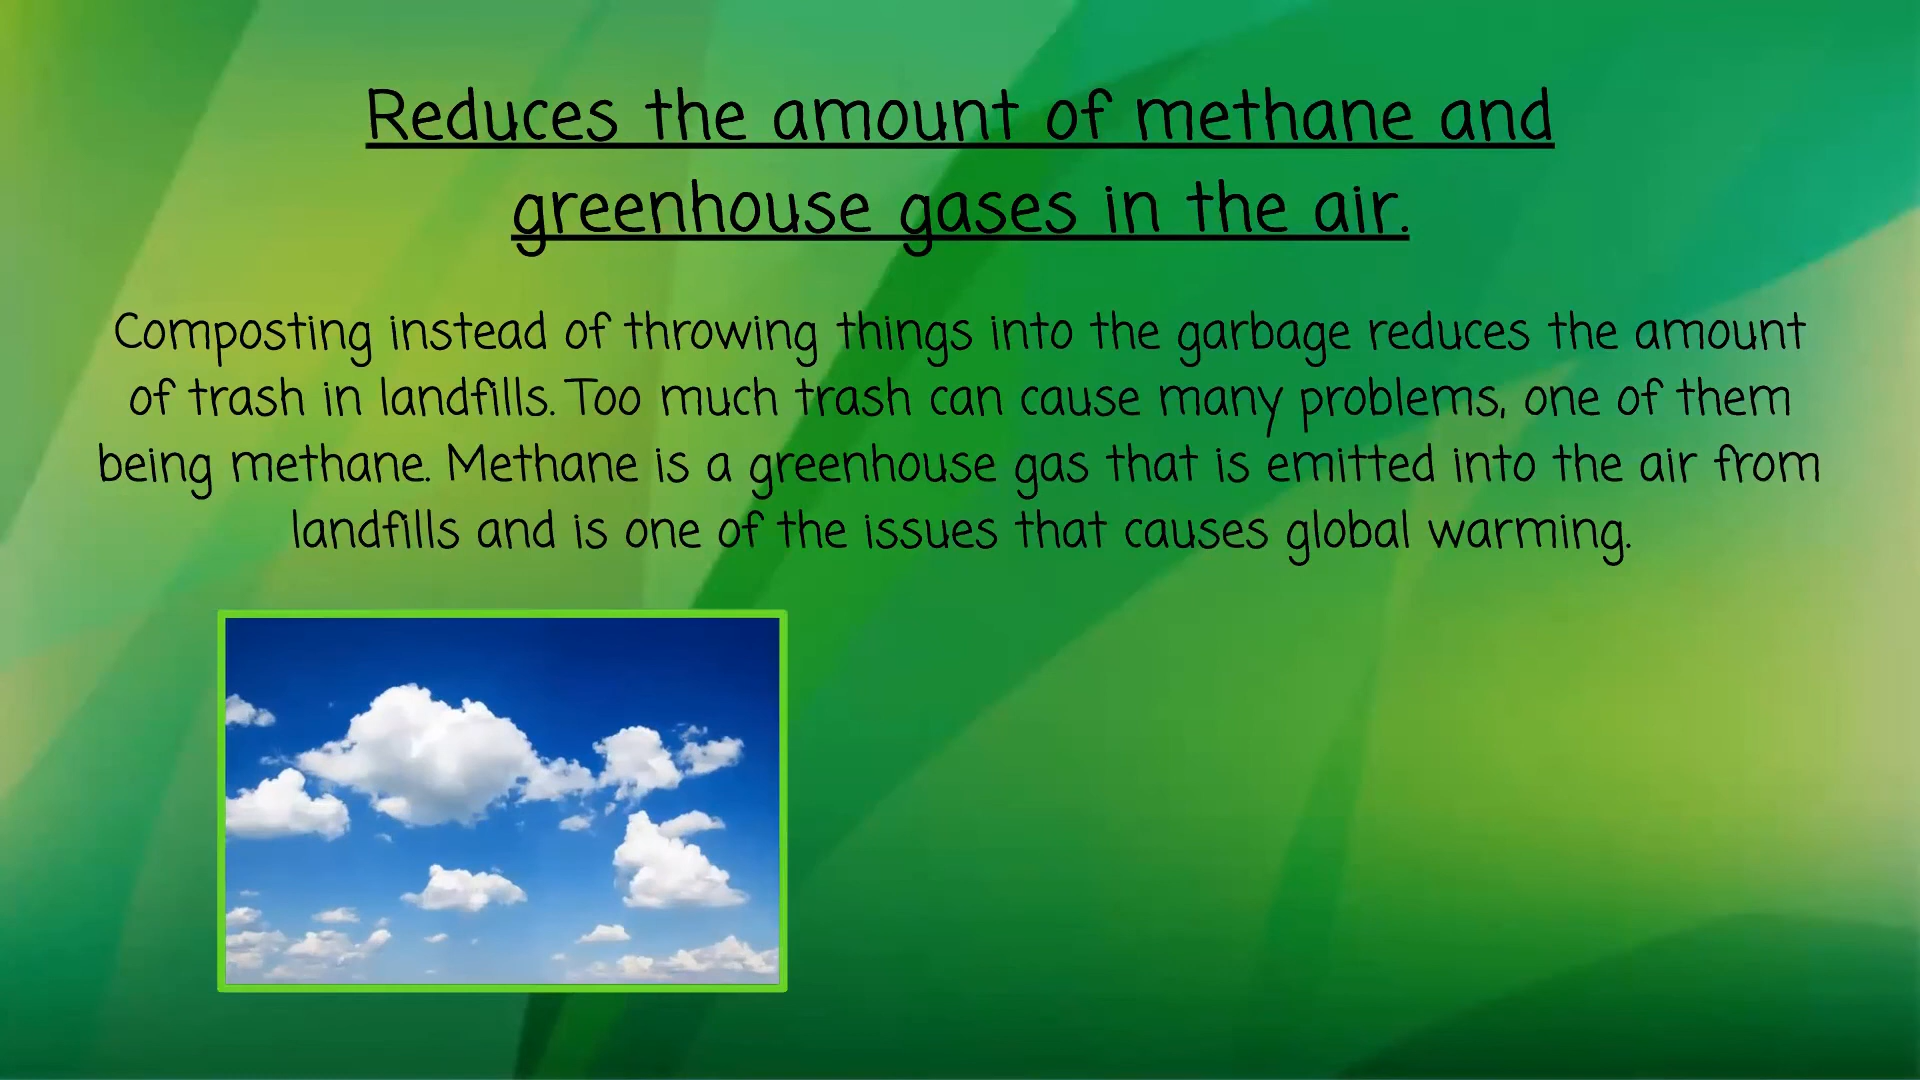 Reduces the amount of methane and
greenhouse gases in the air.
Composting instead of throwing things into the garbage reduces the amount
of trash in landfills. Too much trash can cause many problems, one of them
being methane. Methane is a greenhouse gas that is emitted into the air from
landfills and is one of the issues that causes global warming.